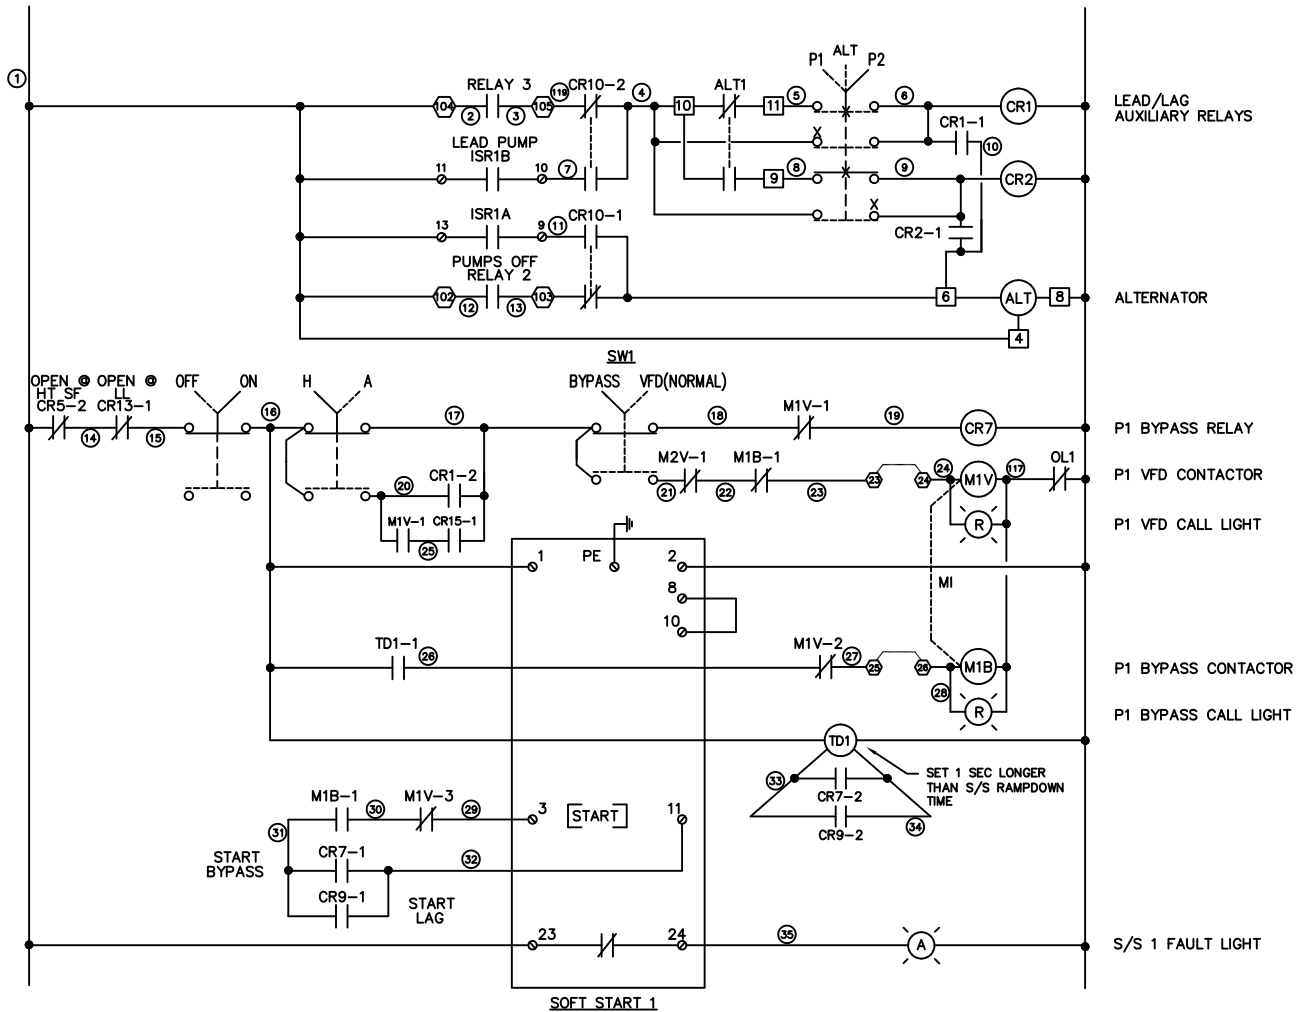 1
ALT
P1 P2
RELAY 3 CR10-2 ALT1
104 2 3 105 119 4 10 11 5 6 CR1 LEAD/LAG
AUXILIARY RELAYS
X X CR1-1
10
LEAD PUMP
ISR1B
11 10 7 9 8 X 9 CR2
X
ISR1A CR10-1 CR2-1
13 9 11
PUMPS OFF
RELAY 2
102 12 13 103 6 ALT 8 ALTERNATOR
4
SW1
OPEN @ OPEN @ OFF ON H A BYPASS VFD(NORMAL)
HT SF LL
CR5-2 CR13-1 M1V-1
14 15 16 17 18 19 CR7 P1 BYPASS RELAY
M2V-1 M1B-1 OL1
20 CR1-2 21 22 23 23 24 24 M1V 117 P1 VFD CONTACTOR
M1V-1 CR15-1
25 R P1 VFD CALL LIGHT
1 PE 2
8
MI
10
TD1-1 M1V-2
26 27 25 26 M1B P1 BYPASS CONTACTOR
28 R P1 BYPASS CALL LIGHT
TD1
SET 1 SEC LONGER
THAN S/S RAMPDOWN
TIME
33
CR7-2
34
CR9-2
M1B-1 30 M1V-3 29 3 START 11
31
START
BYPASS
CR7-1 32
CR9-1
START
LAG
23 24 35 A S/S 1 FAULT LIGHT
SOFT START 1